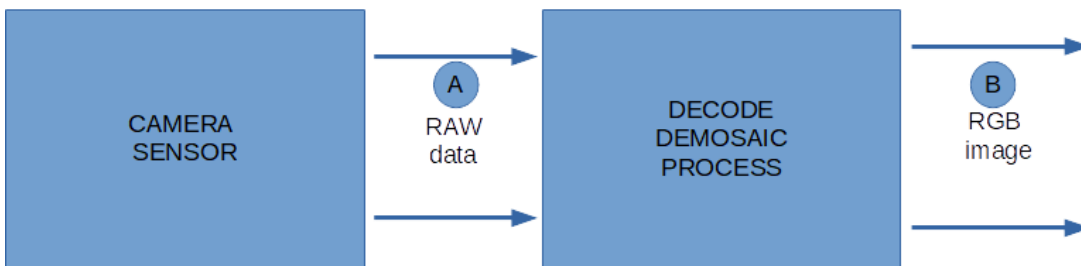 CAMERA
SENSOR
A
RAW
data
DECODE
DEMOSAIC
PROCESS
B
RGB
image